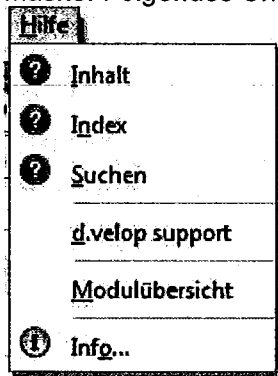 Hilfe
Inhalt
Index
Suchen
d.velop support
Modulübersicht
Info...